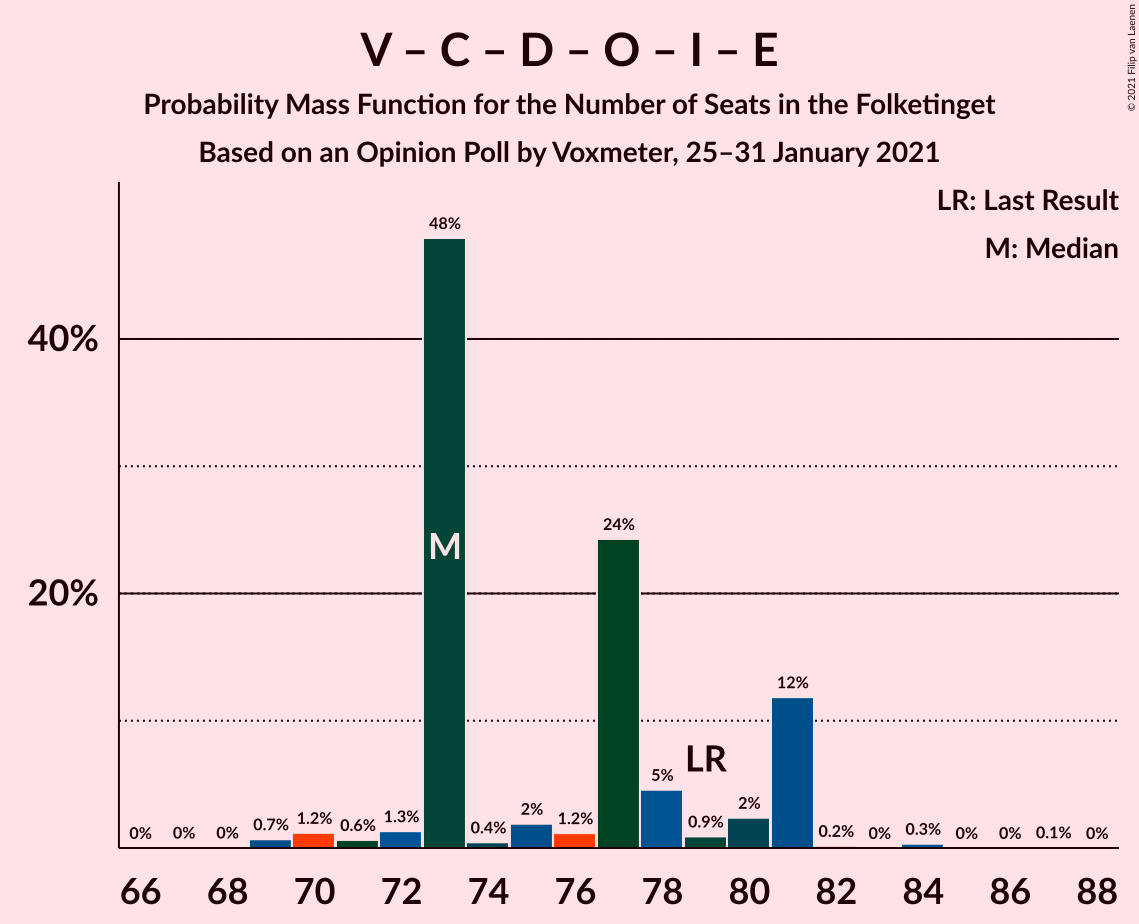 V – C – D – O – I – E
Probability Mass Function for the Number of Seats in the Folketinget
Based on an Opinion Poll by Voxmeter, 25–31 January 2021
© 2021 Filip van Laenen
LR: Last Result
M: Median
40%
20%
0% 0% 0% 0.7% 1.2% 0.6% 1.3% 48% 0.4% 2% 1.2% 24% 5% 0.9% 2% 12% 0.2% 0% 0.3% 0% 0% 0.1% 0%
M
LR
66 68 70 72 74 76 78 80 82 84 86 88